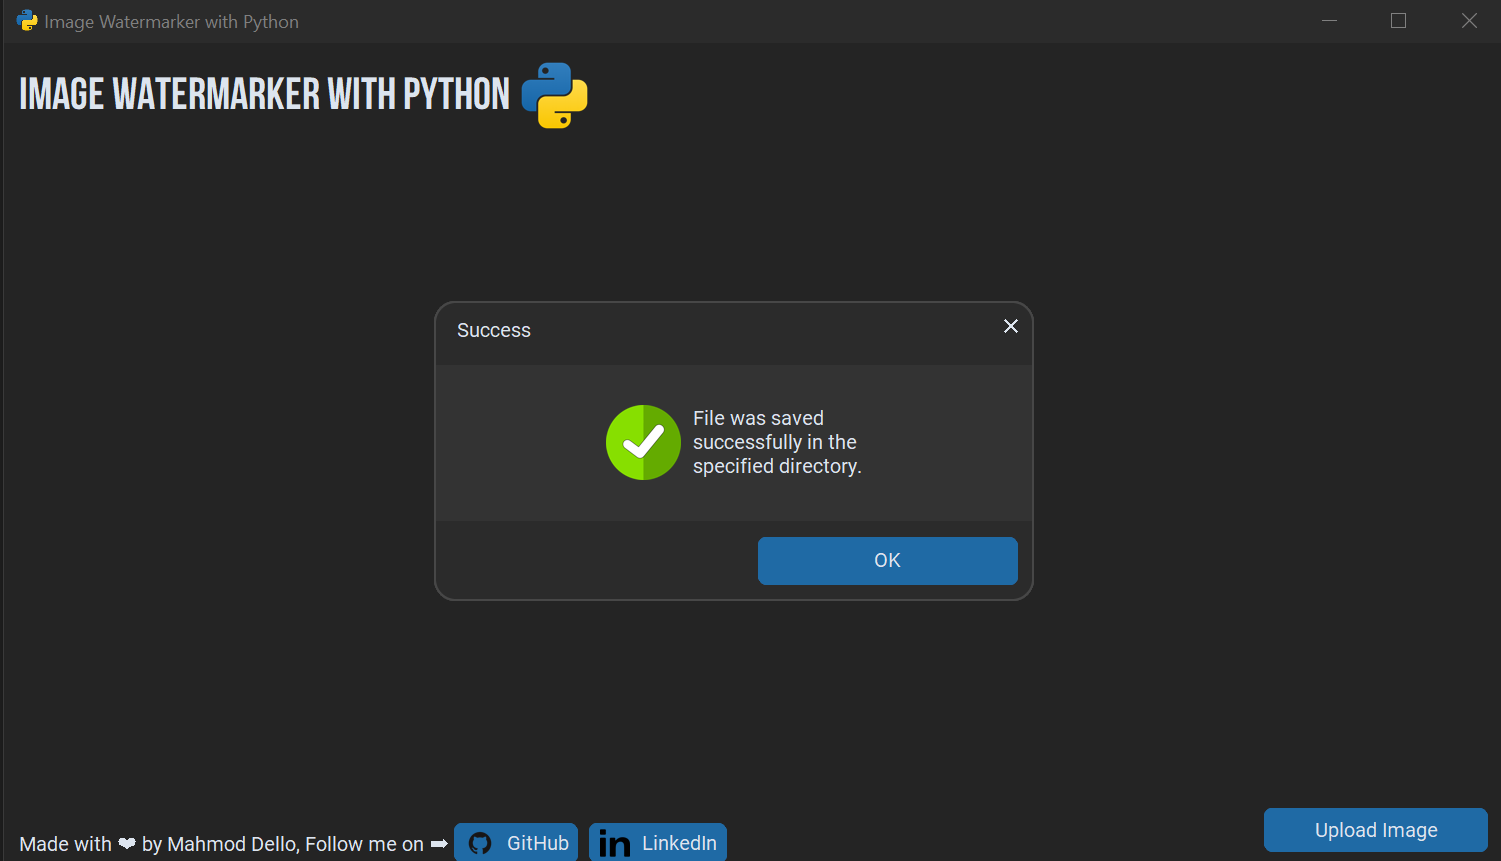 Image Watermarker with Python
IMAGE WATERMARKER WITH PYTHON
Success
File was saved
successfully in the
specified directory.
OK
Upload Image
Made with ❤ by Mahmod Dello, Follow me on ➡ GitHub in LinkedIn